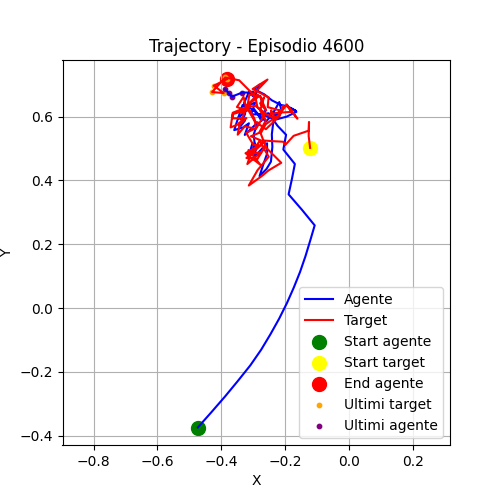 Trajectory - Episodio 4600
Y
0.6
0.4
0.2
0.0
−0.2
−0.4
Agente
Target
Start agente
Start target
End agente
Ultimi target
Ultimi agente
−0.8
−0.6
−0.4
−0.2
0.0
0.2
X